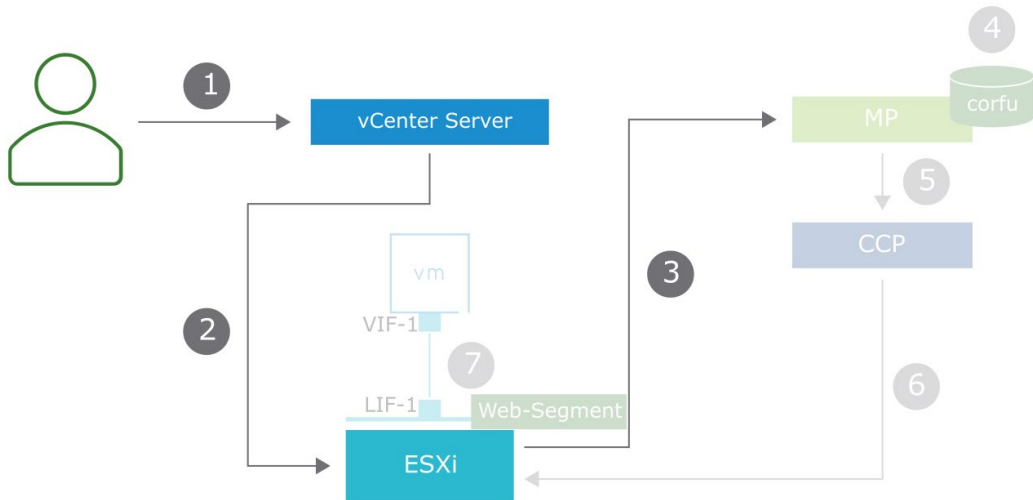 4
1
corfu
vCenter Server
MP
5
CCP
3
vm
2
VIF-1
7
6
LIF-1
Web-Segment
ESXi